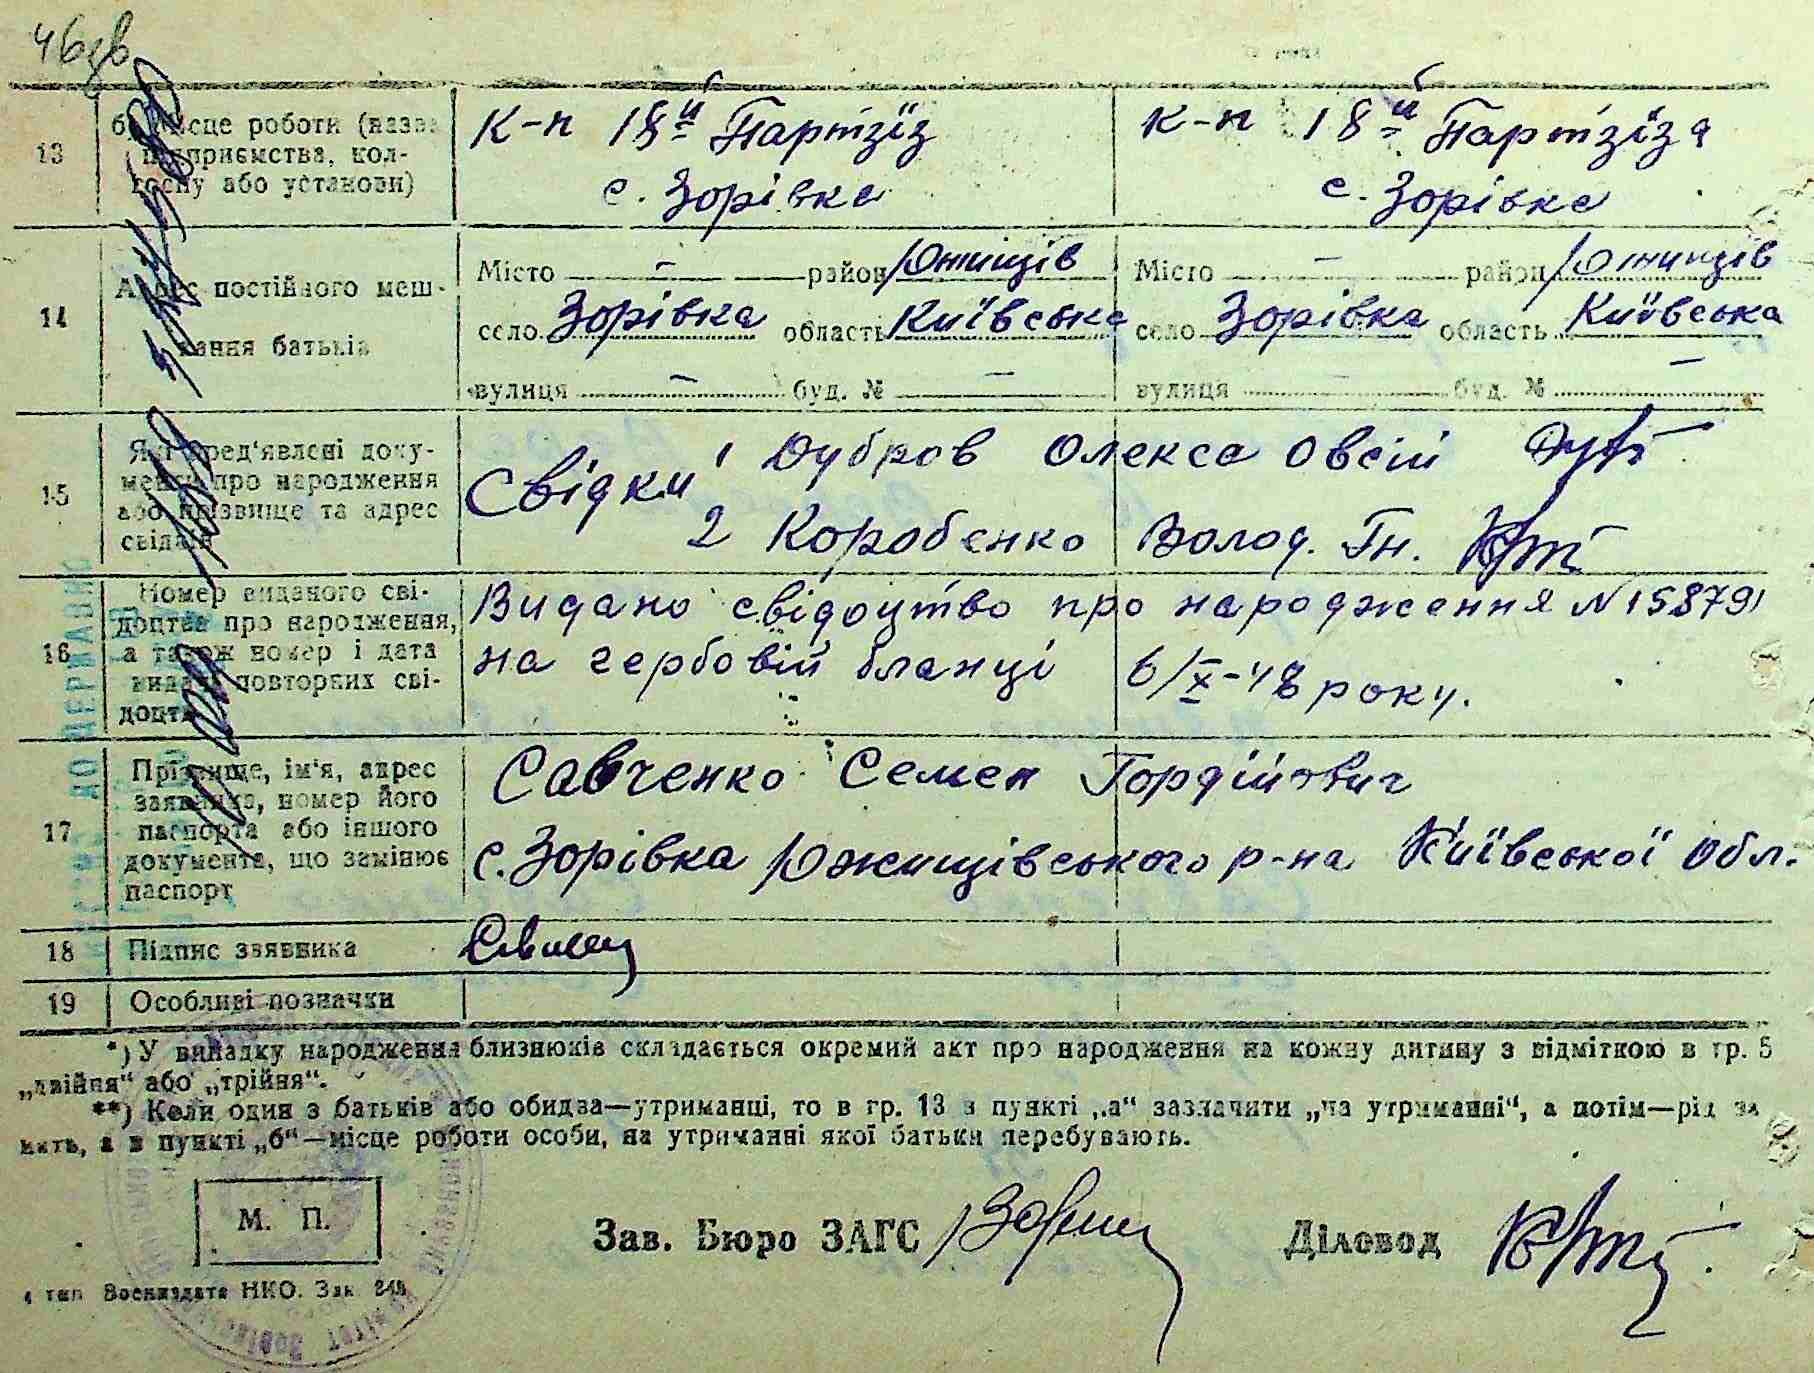 46зв
13 б) місце роботи (назва підприємства, колгоспу або установи)
К-п 18й Партзїзд
с. Зорівка
К-п 18й Партзїзда
с. Зорівка
14 Адрес постійного мешкання батьків
Місто — район Ржищів
село Зорівка область Київська
вулиця — буд. № —
Місто — район Ржищів
село Зорівка область Київська
вулиця — буд. № —
15 Які пред'явлені документи про народження або прізвище та адрес свідків
Свідки 1 Дубров Олекса Овсій
2 Коробенко Волод. Гн.
16 Номер виданого свідоцтва про народження, а також номер і дата видачі повторних свідоцтв
Видано свідоцтво про народження N 158791
на гербовій бланці 6/X-48 року.
17 Прізвище, ім'я, адрес заявника, номер його паспорта або іншого документа, що замінює паспорт
Савченко Семен Гордійович
с. Зорівка Ржищівського р-на Київської обл.
18 Підпис заявника
19 Особливі позначки
*) У випадку народження близнюків складається окремий акт про народження на кожну дитину з відміткою в гр. 5
„двійня“ або „трійня“.
**) Коли один з батьків або обидва—утриманці, то в гр. 13 в пункті „а“ зазначити „на утриманні“, а потім—рід за
нять, а в пункті „б“—місце роботи особи, на утриманні якої батьки перебувають.
М. П.
Зав. Бюро ЗАГС
Діловод
4 тип Воениздата НКО. Зак 248